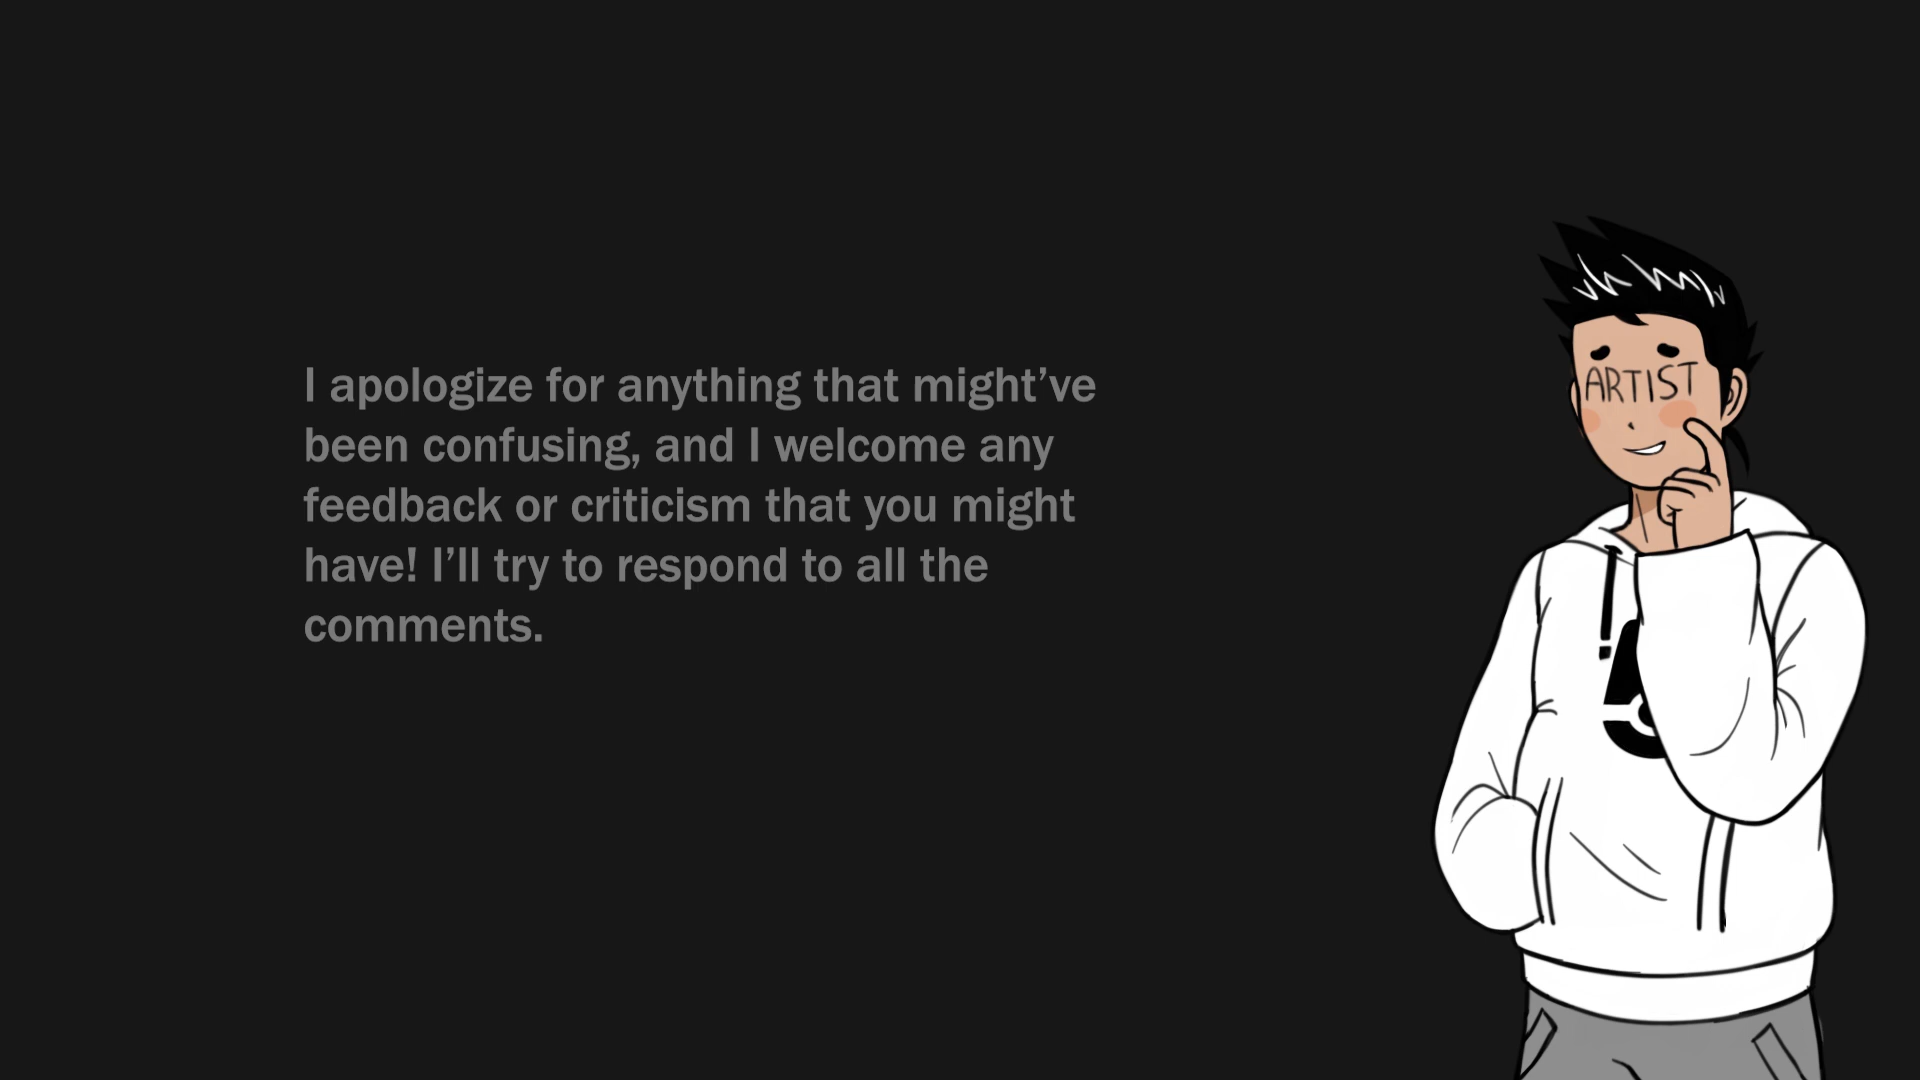 I apologize for anything that might’ve
been confusing, and I welcome any
feedback or criticism that you might
have! I’ll try to respond to all the
comments.
ARTIST